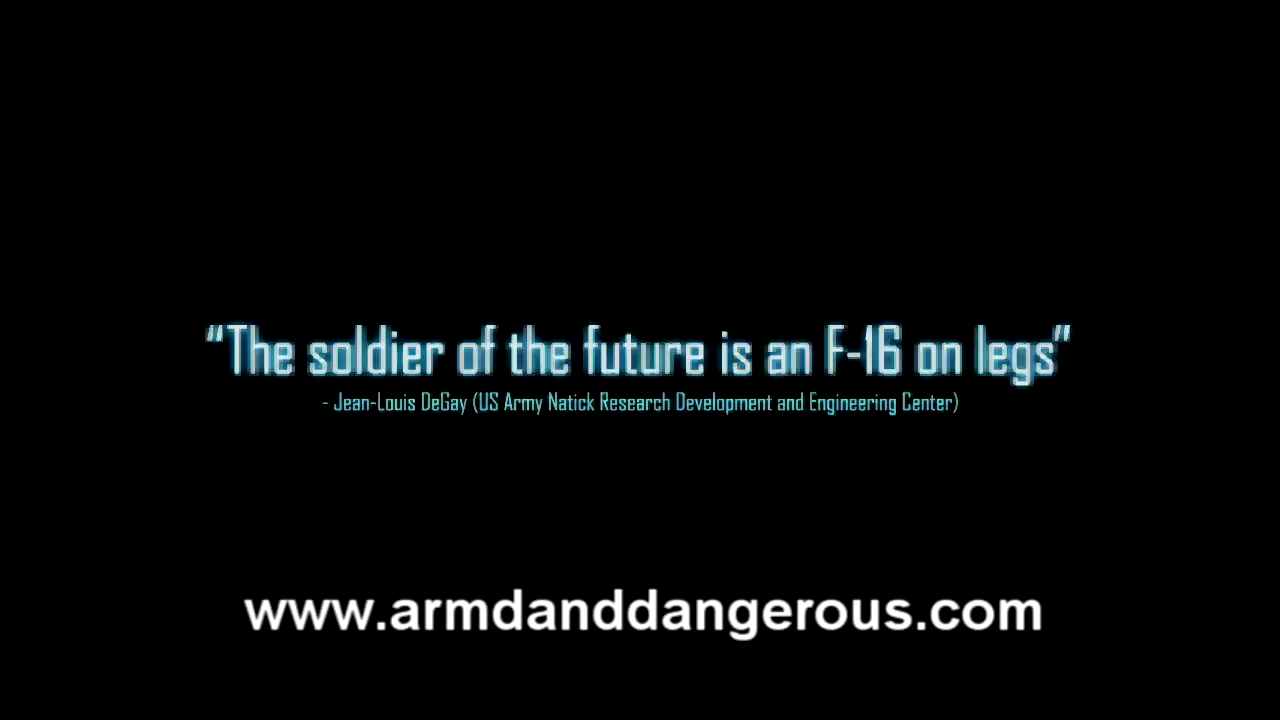 “The soldier of the future is an F-16 on legs”
- Jean-Louis DeGay (US Army Natick Research Development and Engineering Center)
www.armdanddangerous.com